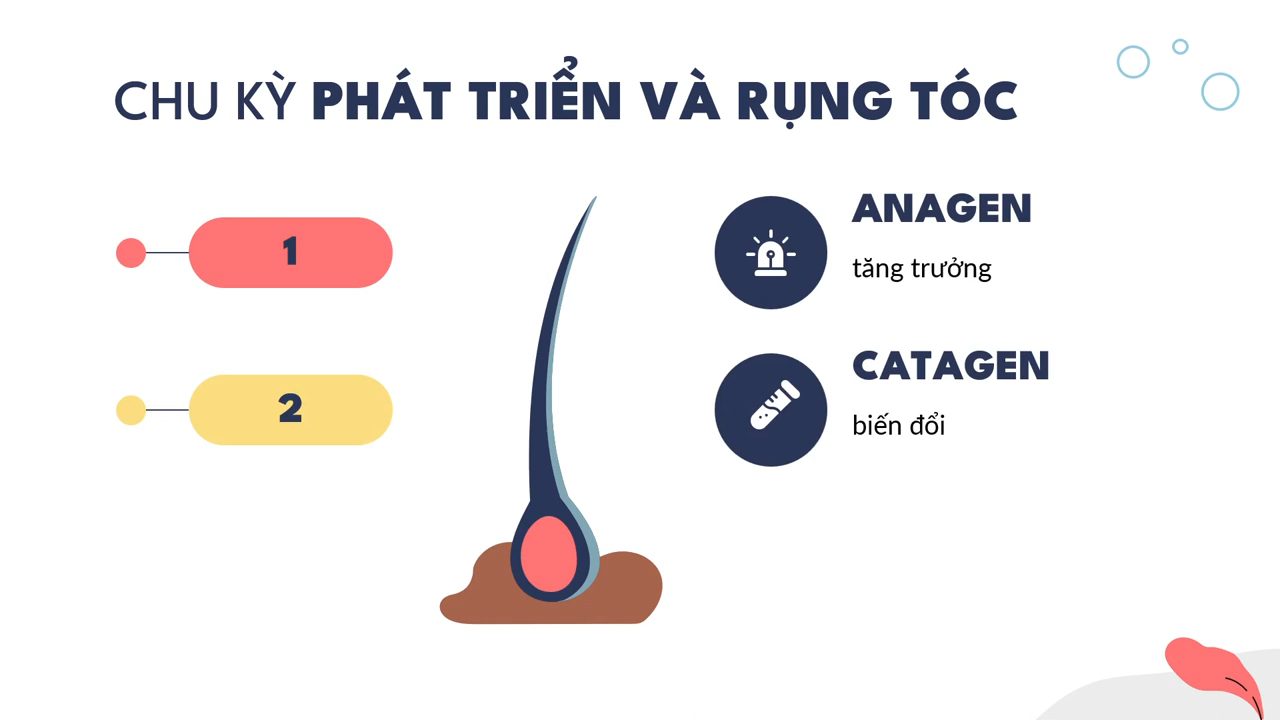 CHU KỲ PHÁT TRIỂN VÀ RỤNG TÓC
1
ANAGEN
tăng trưởng
2
CATAGEN
biến đổi